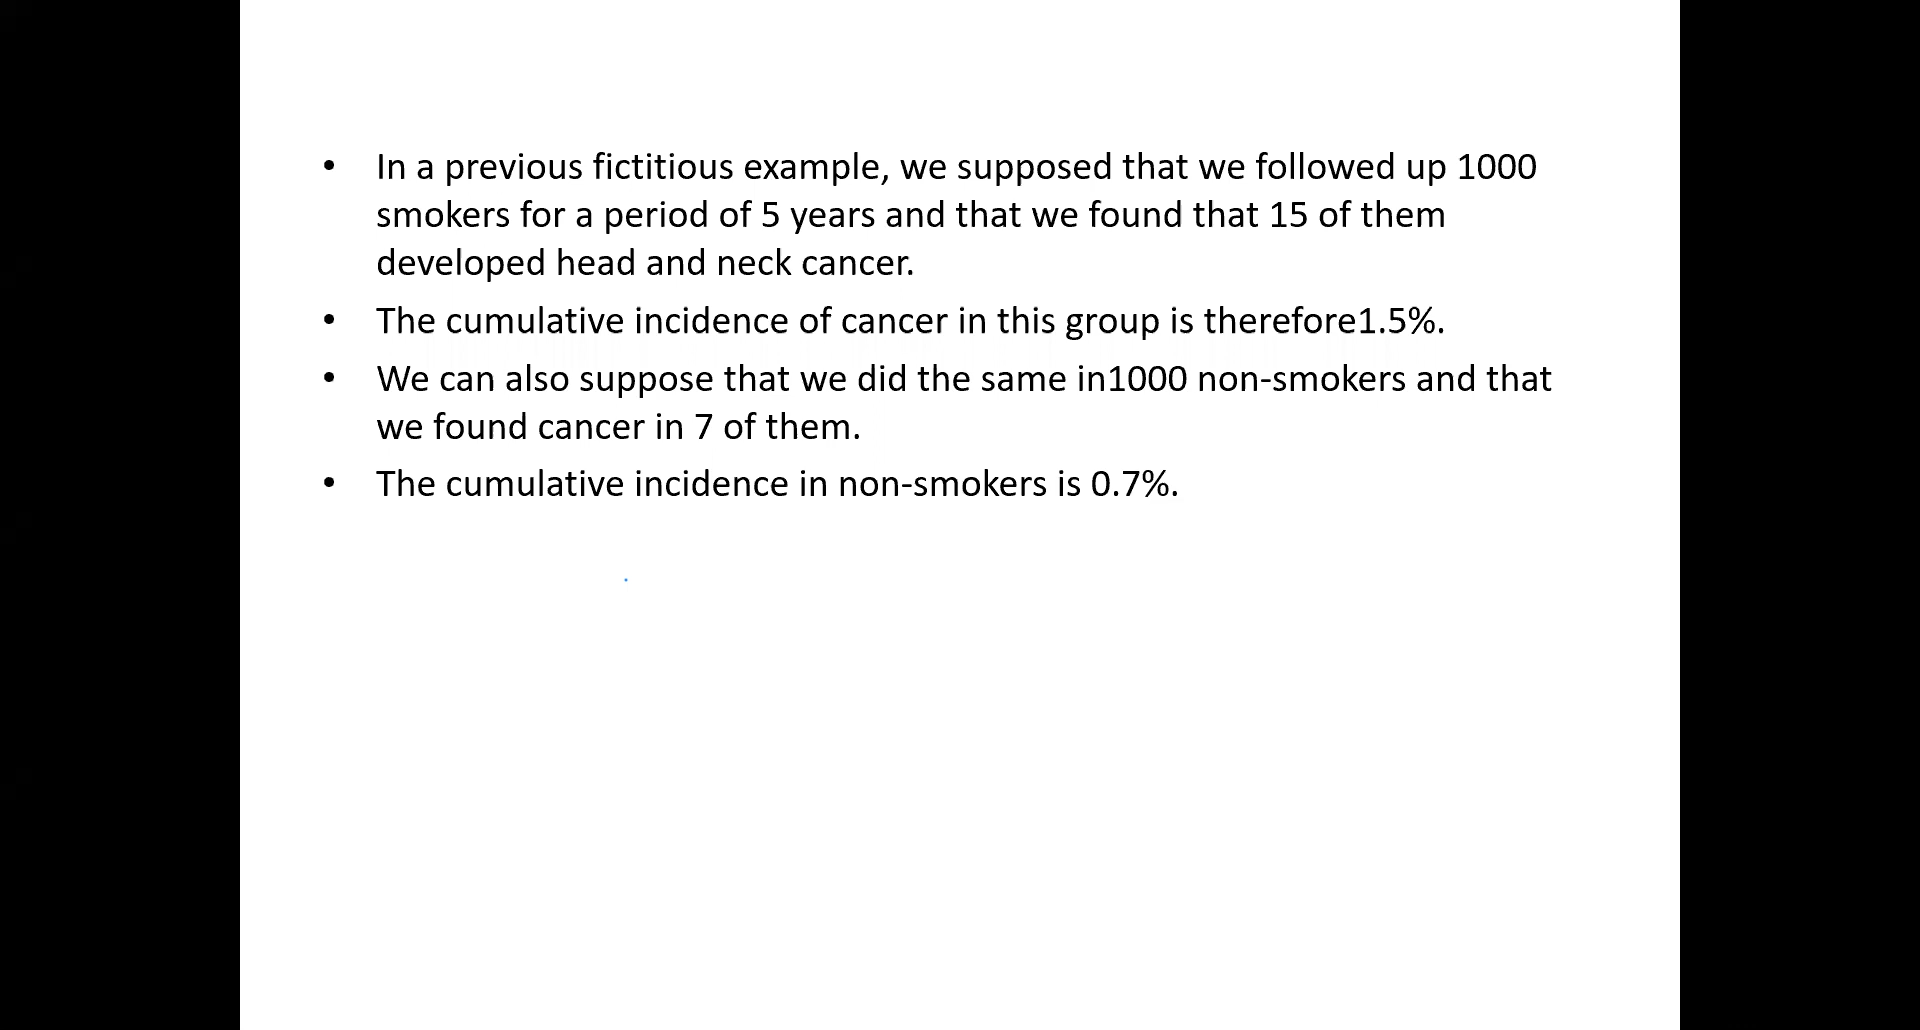 • In a previous fictitious example, we supposed that we followed up 1000
smokers for a period of 5 years and that we found that 15 of them
developed head and neck cancer.
• The cumulative incidence of cancer in this group is therefore1.5%.
• We can also suppose that we did the same in1000 non-smokers and that
we found cancer in 7 of them.
• The cumulative incidence in non-smokers is 0.7%.